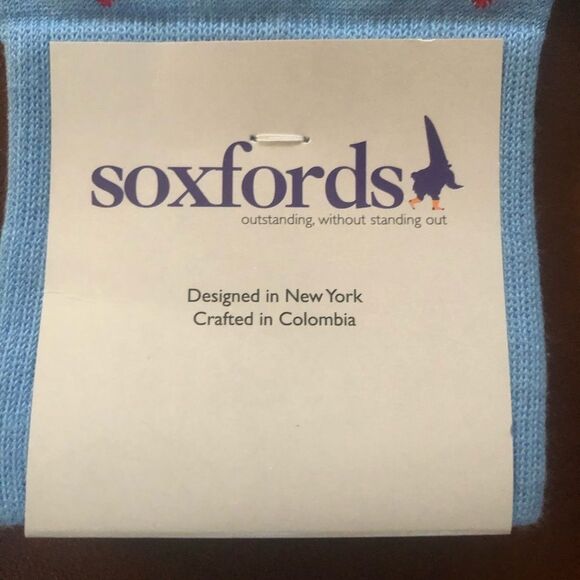 soxfords
outstanding, without standing out
Designed in New York
Crafted in Colombia